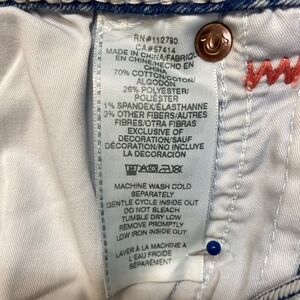 RN#112790
CA#57414
MADE IN CHINA/FABRIQUÉ
EN CHINE/HECHO EN
CHINA
70% COTTON/COTON/
ALGODON
26% POLYESTER/
POLIESTER
1% SPANDEX/ELASTHANNE
3% OTHER FIBERS/AUTRES
FIBRES/OTRA FIBRAS
EXCLUSIVE OF
DECORATION/SAUF
DECORATION/NO INCLUYE
LA DECORACIÓN
MACHINE WASH COLD
SEPARATELY
GENTLE CYCLE INSIDE OUT
DO NOT BLEACH
TUMBLE DRY LOW
REMOVE PROMPTLY
LOW IRON INSIDE OUT
LAVER À LA MACHINE À
L'EAU FROIDE
SÉPARÉMENT